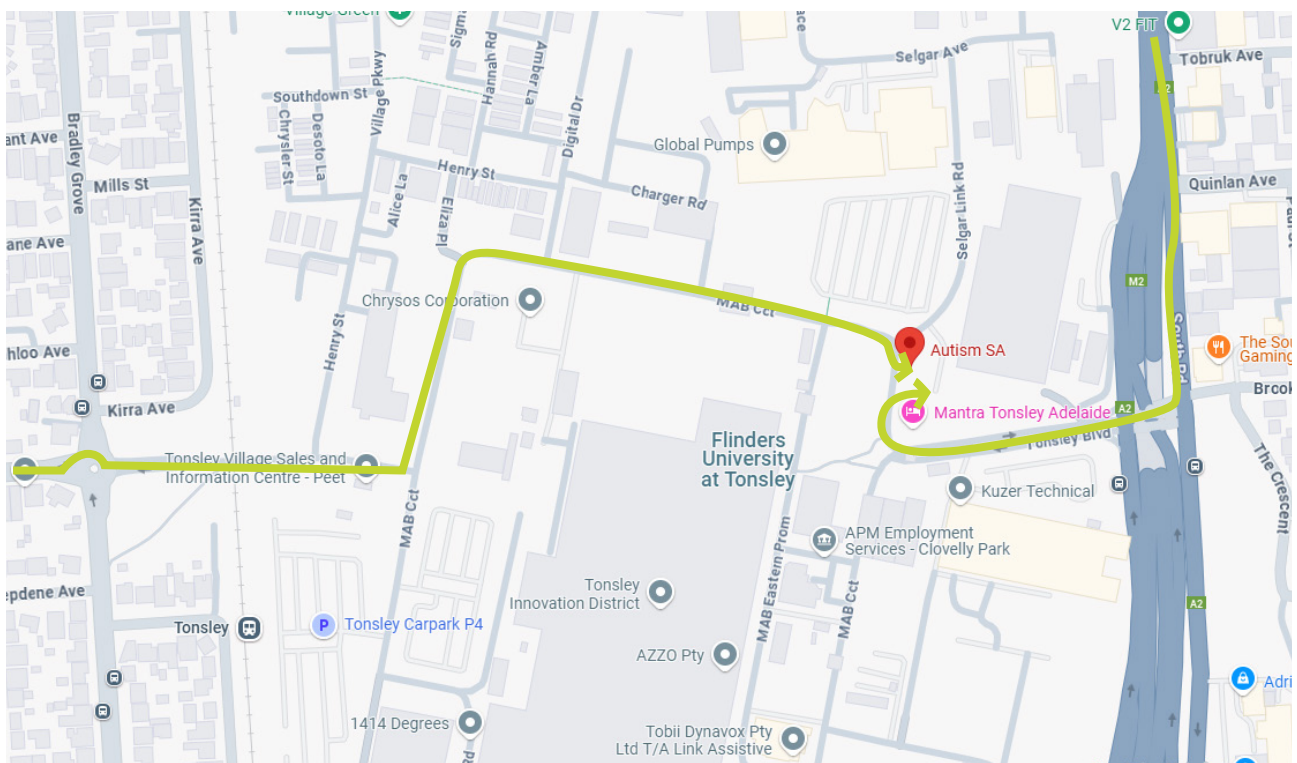 Village Green
V2 FIT
Tobruk Ave
Selgar Ave
Sigma
Hannah Rd
Amber La
Digital Dr
Village Pkwy
Southdown St
Chrysler St
Desoto La
ant Ave
Bradley Grove
Mills St
Kirra Ave
Global Pumps
Henry St
Charger Rd
Alice La
Eliza Pl
Selgar Link Rd
Quinlan Ave
ane Ave
M2
Chrysos Corporation
MAB Cct
South Rd
Henry St
hloo Ave
Autism SA
The Sou
Gaming
Kirra Ave
Mantra Tonsley Adelaide
A2
Brook
Tonsley Blvd
Flinders
University
at Tonsley
Tonsley Village Sales and
Information Centre - Peet
MAB Cct
Kuzer Technical
The Crescent
APM Employment
Services - Clovelly Park
MAB Eastern Prom
MAB Cct
Tonsley
Innovation District
epdene Ave
A2
Tonsley
P
Tonsley Carpark P4
AZZO Pty
Adri
1414 Degrees
Tobii Dynavox Pty
Ltd T/A Link Assistive
Rd